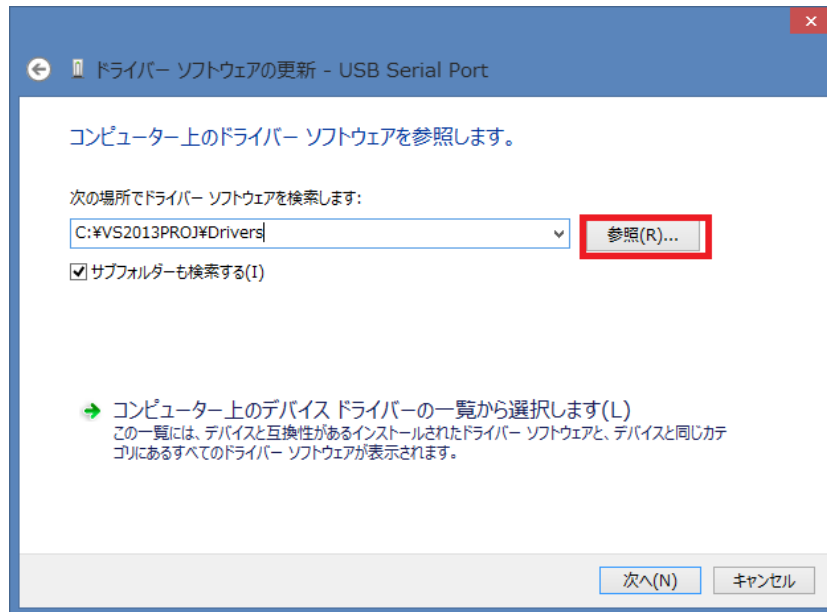 ドライバー ソフトウェアの更新 - USB Serial Port
コンピューター上のドライバー ソフトウェアを参照します。
次の場所でドライバー ソフトウェアを検索します:
C:¥VS2013PROJ¥Drivers
参照(R)...
サブフォルダーも検索する(I)
コンピューター上のデバイス ドライバーの一覧から選択します(L)
この一覧には、デバイスと互換性があるインストールされたドライバー ソフトウェアと、デバイスと同じカテ
ゴリにあるすべてのドライバー ソフトウェアが表示されます。
次へ(N)
キャンセル